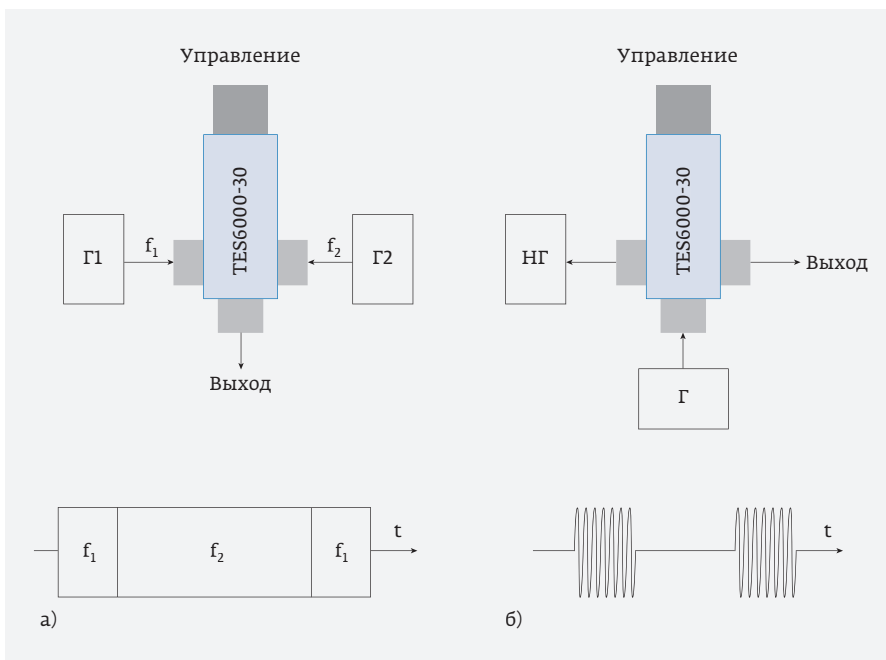 Управление
TES6000-30
Г1
f₁
f₂
Г2
Выход
f₁
f₂
f₁
t
а)
Управление
TES6000-30
НГ
Выход
Г
t
б)